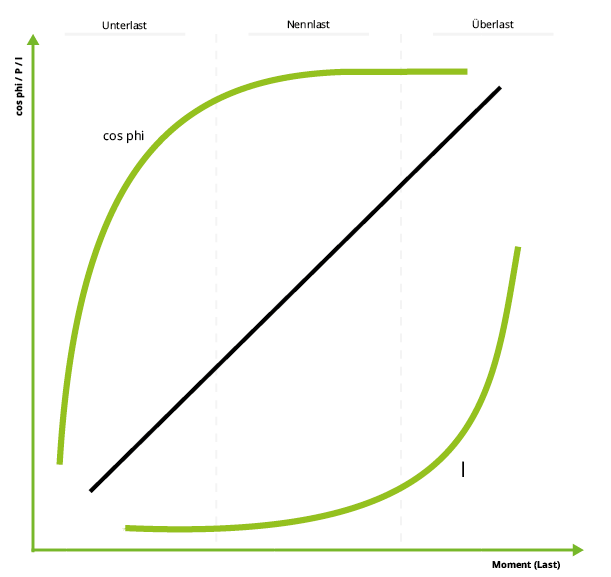 Unterlast
Nennlast
Überlast
cos phi / P / I
cos phi
I
Moment (Last)